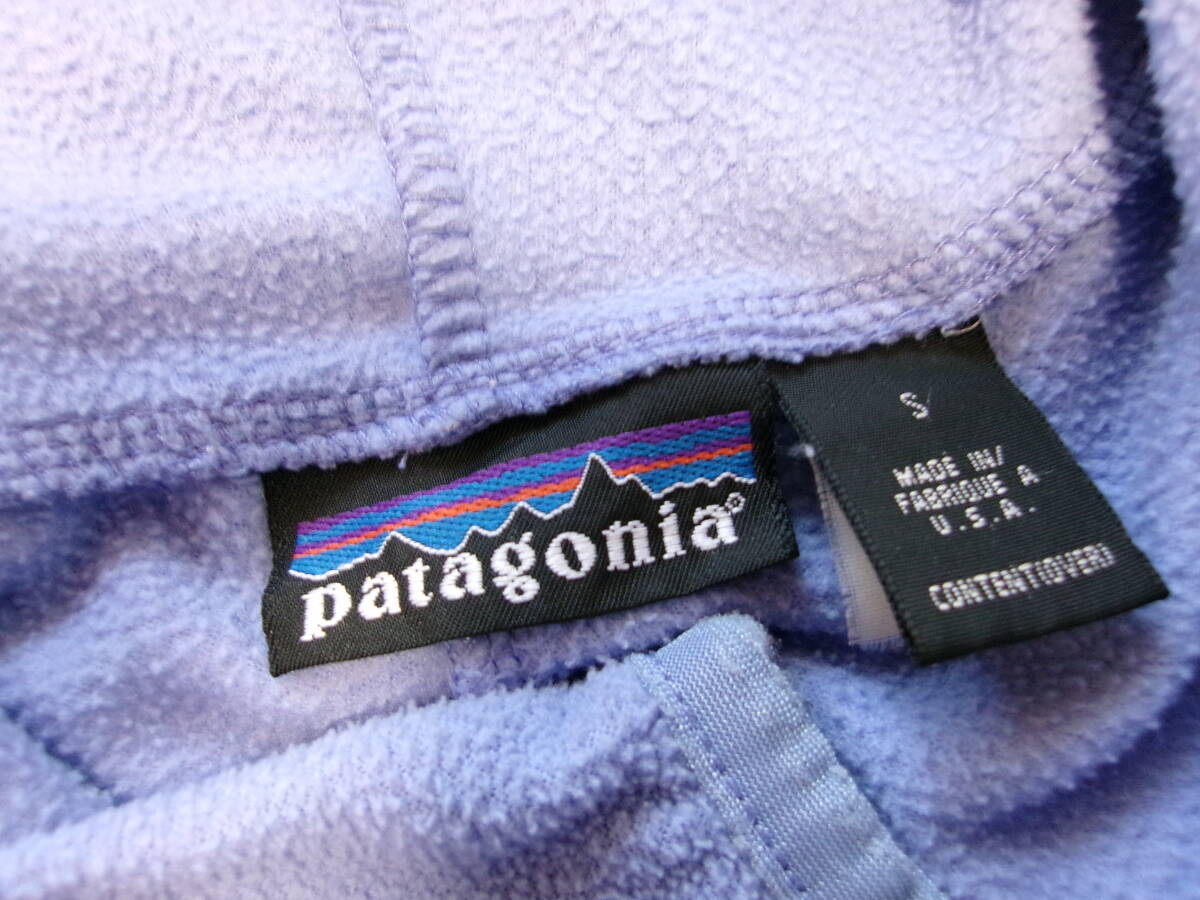 patagonia®
S
MADE IN/
FABRIQUE A
U.S.A.
CONTENT(OVER)